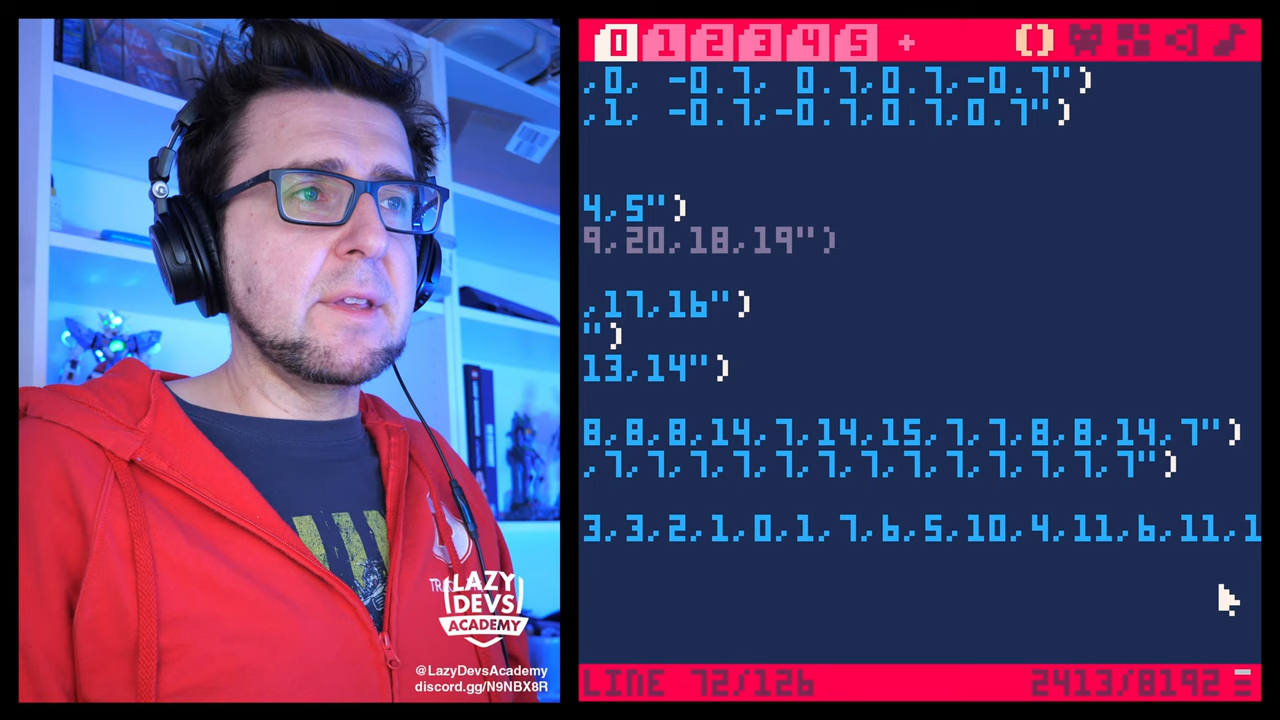 LAZY
DEVS
ACADEMY
@LazyDevsAcademy
discord.gg/N9NBX8R
0 1 2 3 4 5 + ()
,0, -0.7, 0.7,0.7,-0.7")
,1, -0.7,-0.7,0.7,0.7")
4,5")
9,20,18,19")
,17,16")
")
13,14")
8,8,8,14,7,14,15,7,7,8,8,14,7")
,7,7,7,7,7,7,7,7,7,7,7,7,7")
3,3,2,1,0,1,7,6,5,10,4,11,6,11,1
LINE 72/126
2413/8192